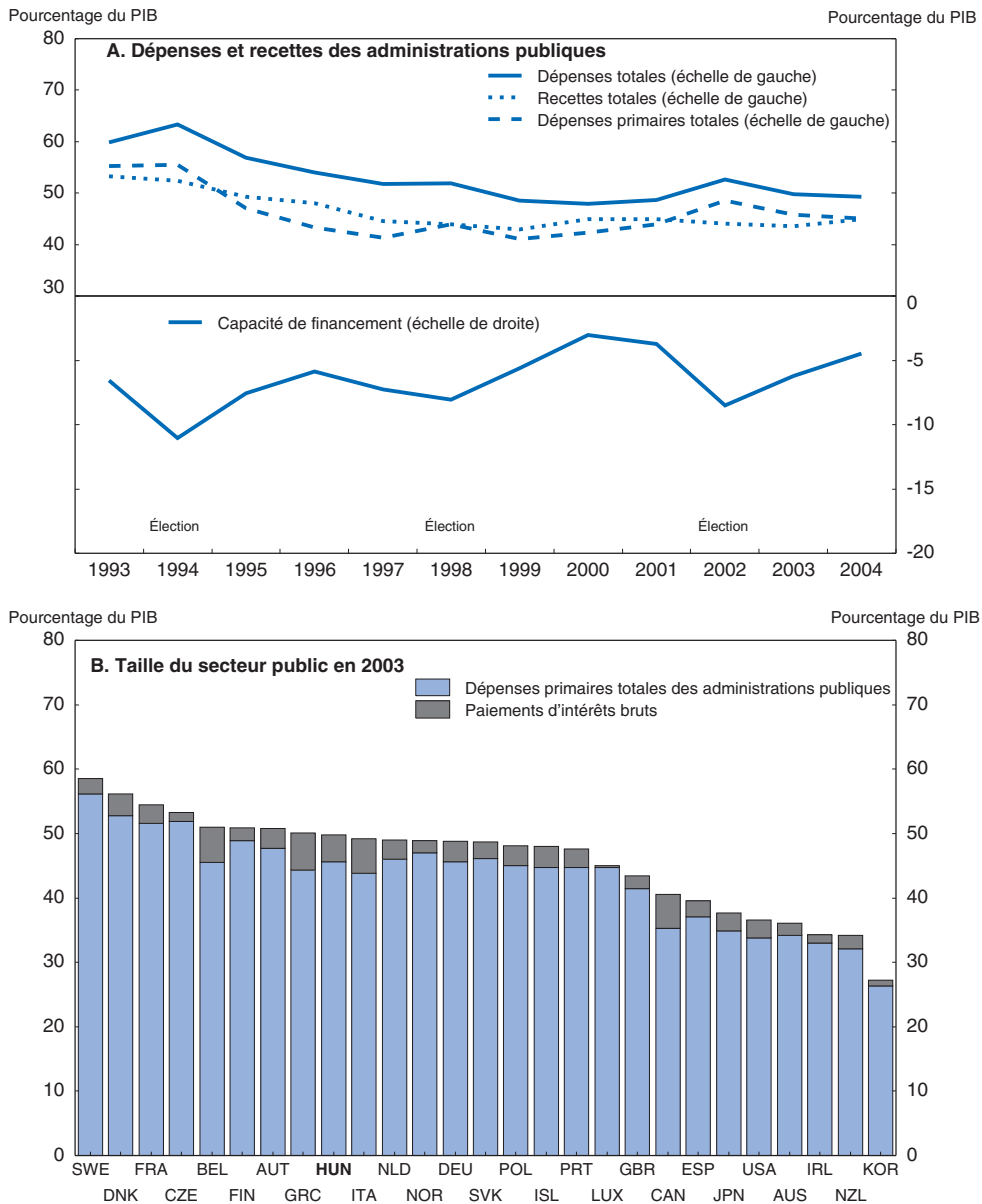 Pourcentage du PIB
Pourcentage du PIB
A. Dépenses et recettes des administrations publiques
Dépenses totales (échelle de gauche)
Recettes totales (échelle de gauche)
Dépenses primaires totales (échelle de gauche)
80
70
60
50
40
30
Capacité de financement (échelle de droite)
0
-5
-10
-15
-20
Élection Élection Élection
1993 1994 1995 1996 1997 1998 1999 2000 2001 2002 2003 2004
Pourcentage du PIB
Pourcentage du PIB
B. Taille du secteur public en 2003
Dépenses primaires totales des administrations publiques
Paiements d'intérêts bruts
80 80
70 70
60 60
50 50
40 40
30 30
20 20
10 10
0 0
SWE FRA BEL AUT HUN NLD DEU POL PRT GBR ESP USA IRL KOR
DNK CZE FIN GRC ITA NOR SVK ISL LUX CAN JPN AUS NZL